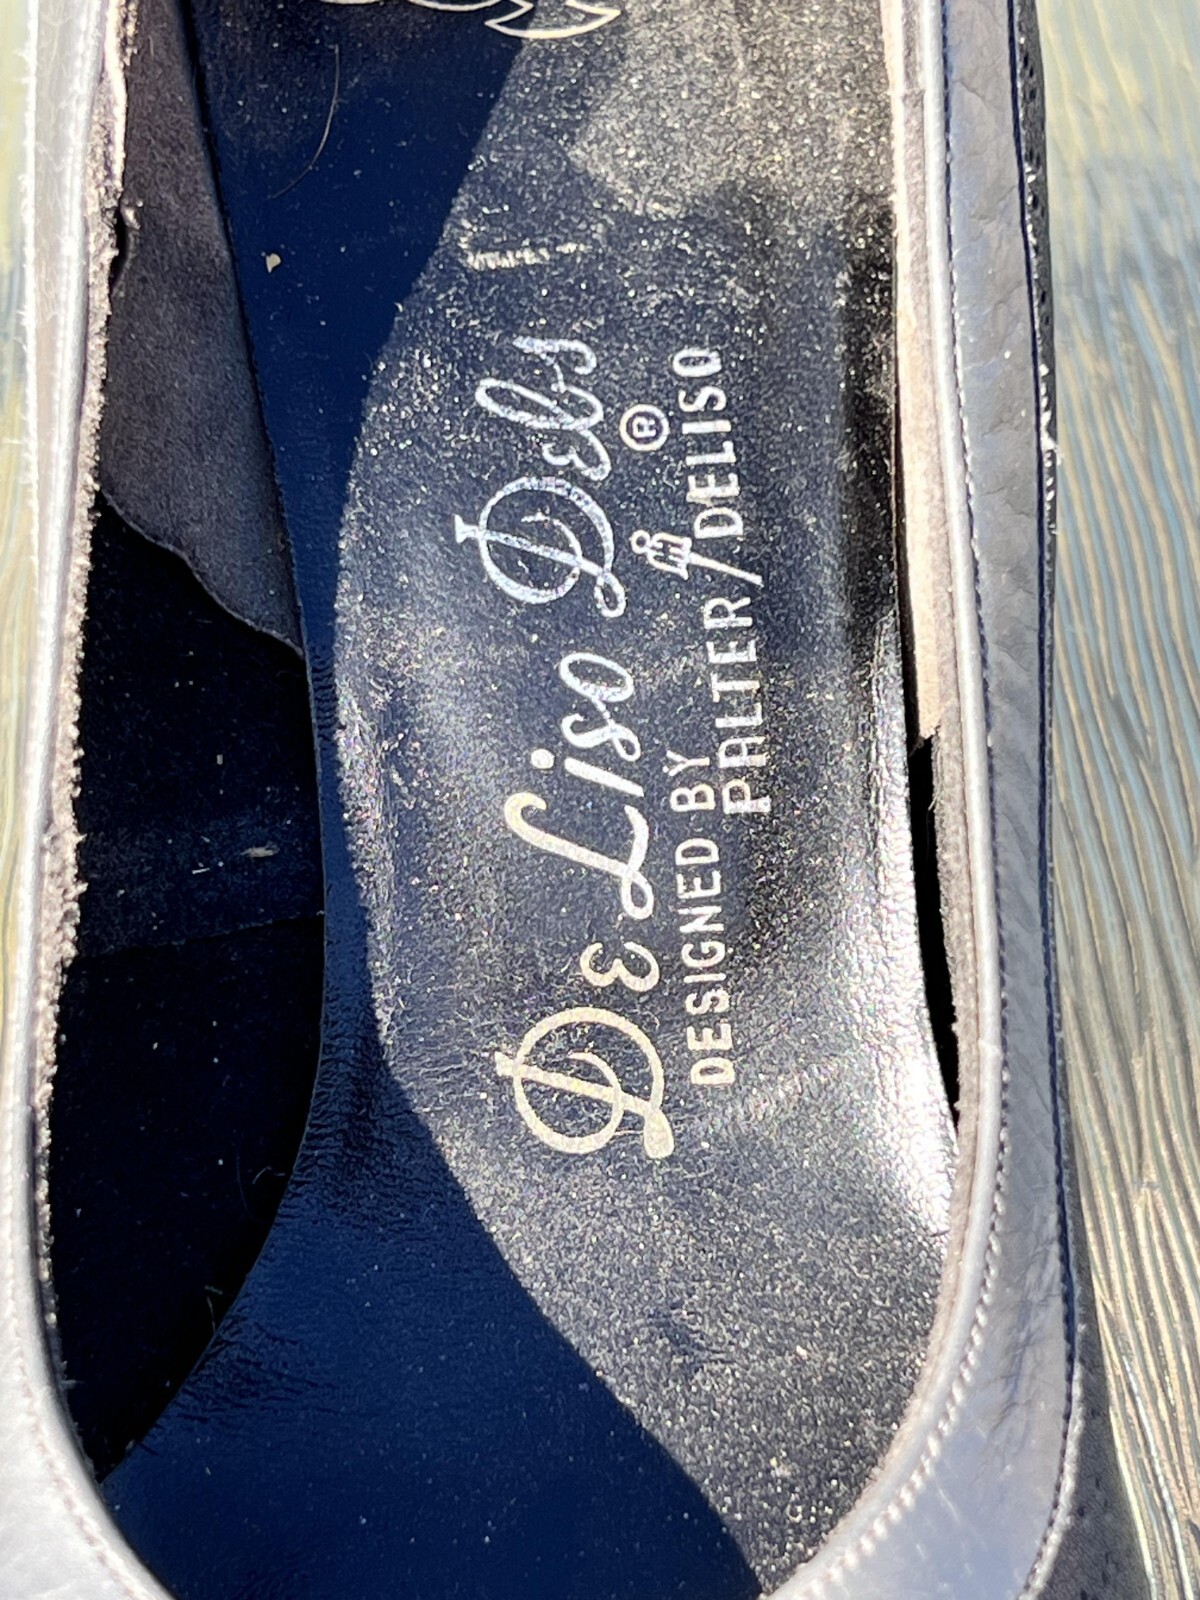 De Liso Debs ®
DESIGNED BY
PALTER / DELISO